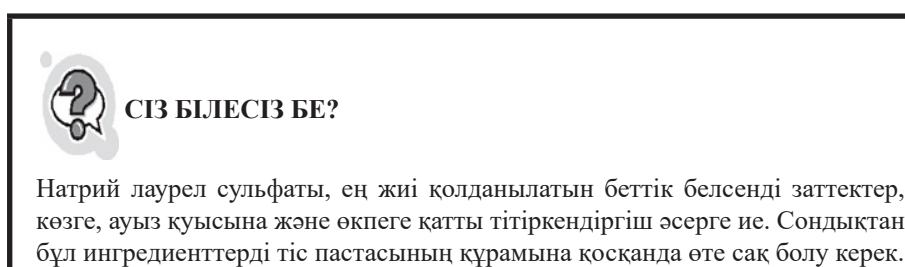 СІЗ БІЛЕСІЗ БЕ?
Натрий лаурел сульфаты, ең жиі қолданылатын беттік белсенді заттектер,
көзге, ауыз қуысына және өкпеге қатты тітіркендіргіш әсерге ие. Сондықтан
бұл ингредиенттерді тіс пастасының құрамына қосқанда өте сақ болу керек.